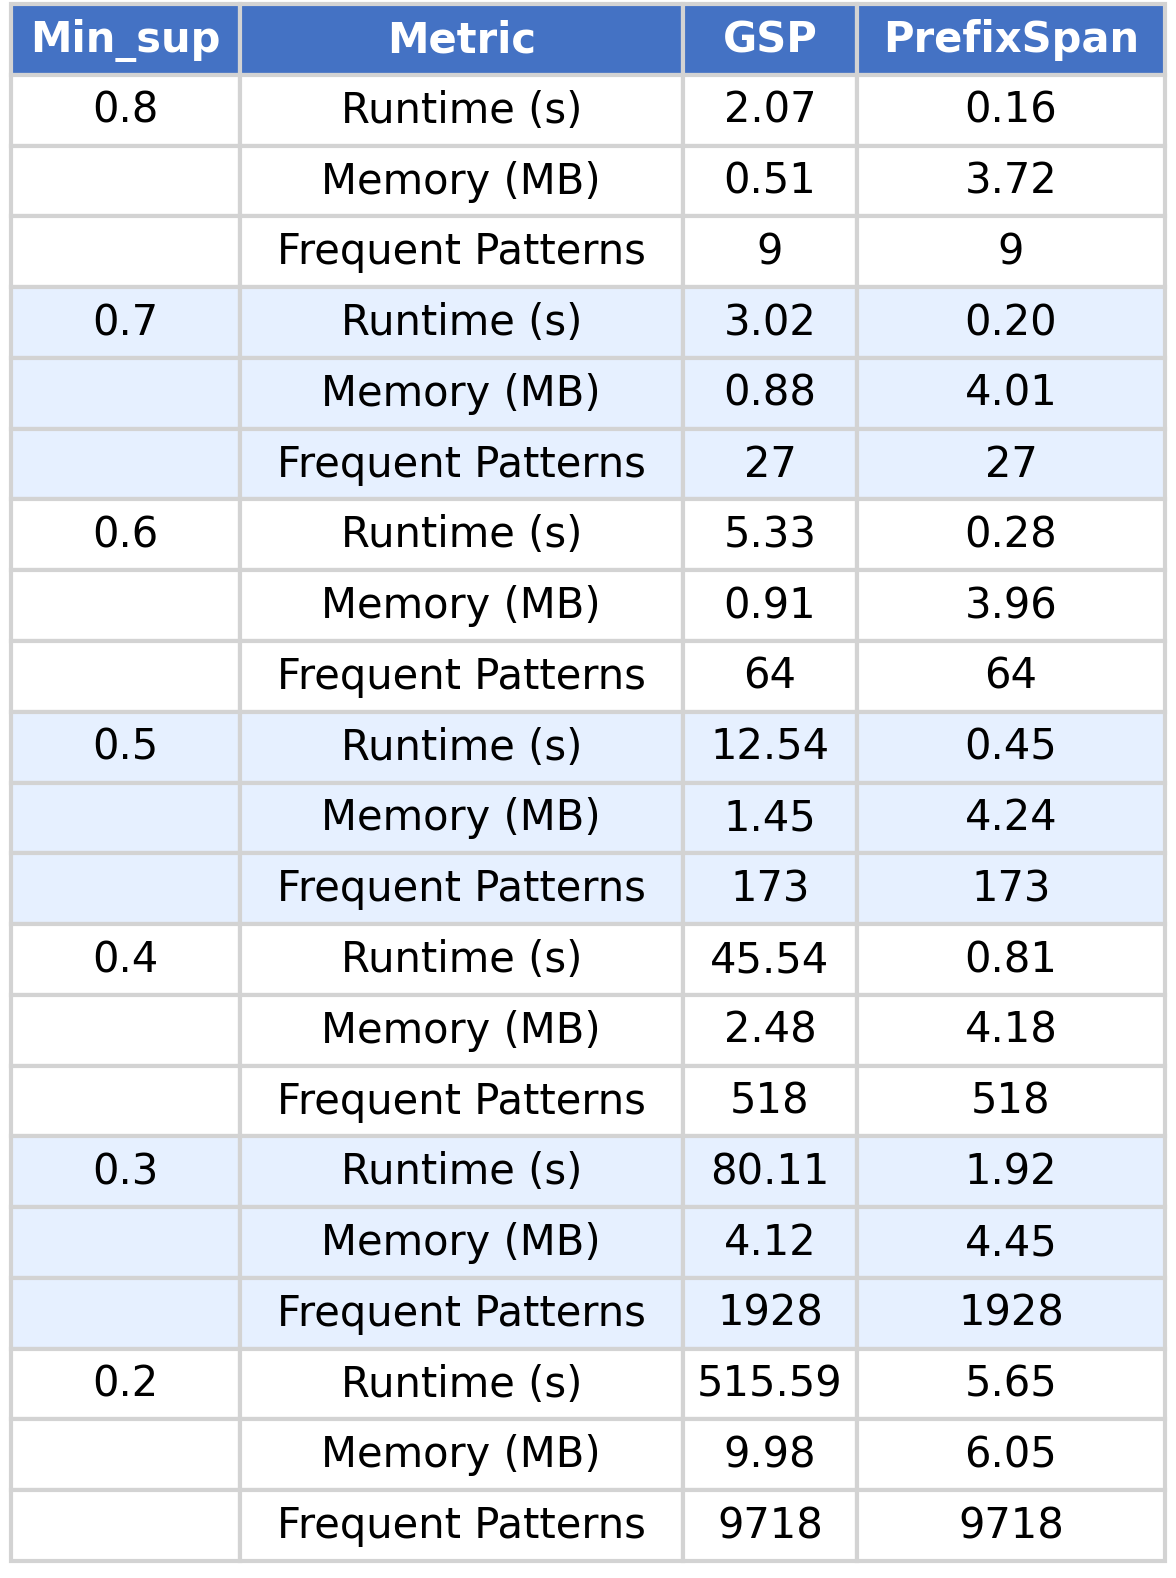 Min_sup Metric GSP PrefixSpan
0.8 Runtime (s) 2.07 0.16
Memory (MB) 0.51 3.72
Frequent Patterns 9 9
0.7 Runtime (s) 3.02 0.20
Memory (MB) 0.88 4.01
Frequent Patterns 27 27
0.6 Runtime (s) 5.33 0.28
Memory (MB) 0.91 3.96
Frequent Patterns 64 64
0.5 Runtime (s) 12.54 0.45
Memory (MB) 1.45 4.24
Frequent Patterns 173 173
0.4 Runtime (s) 45.54 0.81
Memory (MB) 2.48 4.18
Frequent Patterns 518 518
0.3 Runtime (s) 80.11 1.92
Memory (MB) 4.12 4.45
Frequent Patterns 1928 1928
0.2 Runtime (s) 515.59 5.65
Memory (MB) 9.98 6.05
Frequent Patterns 9718 9718